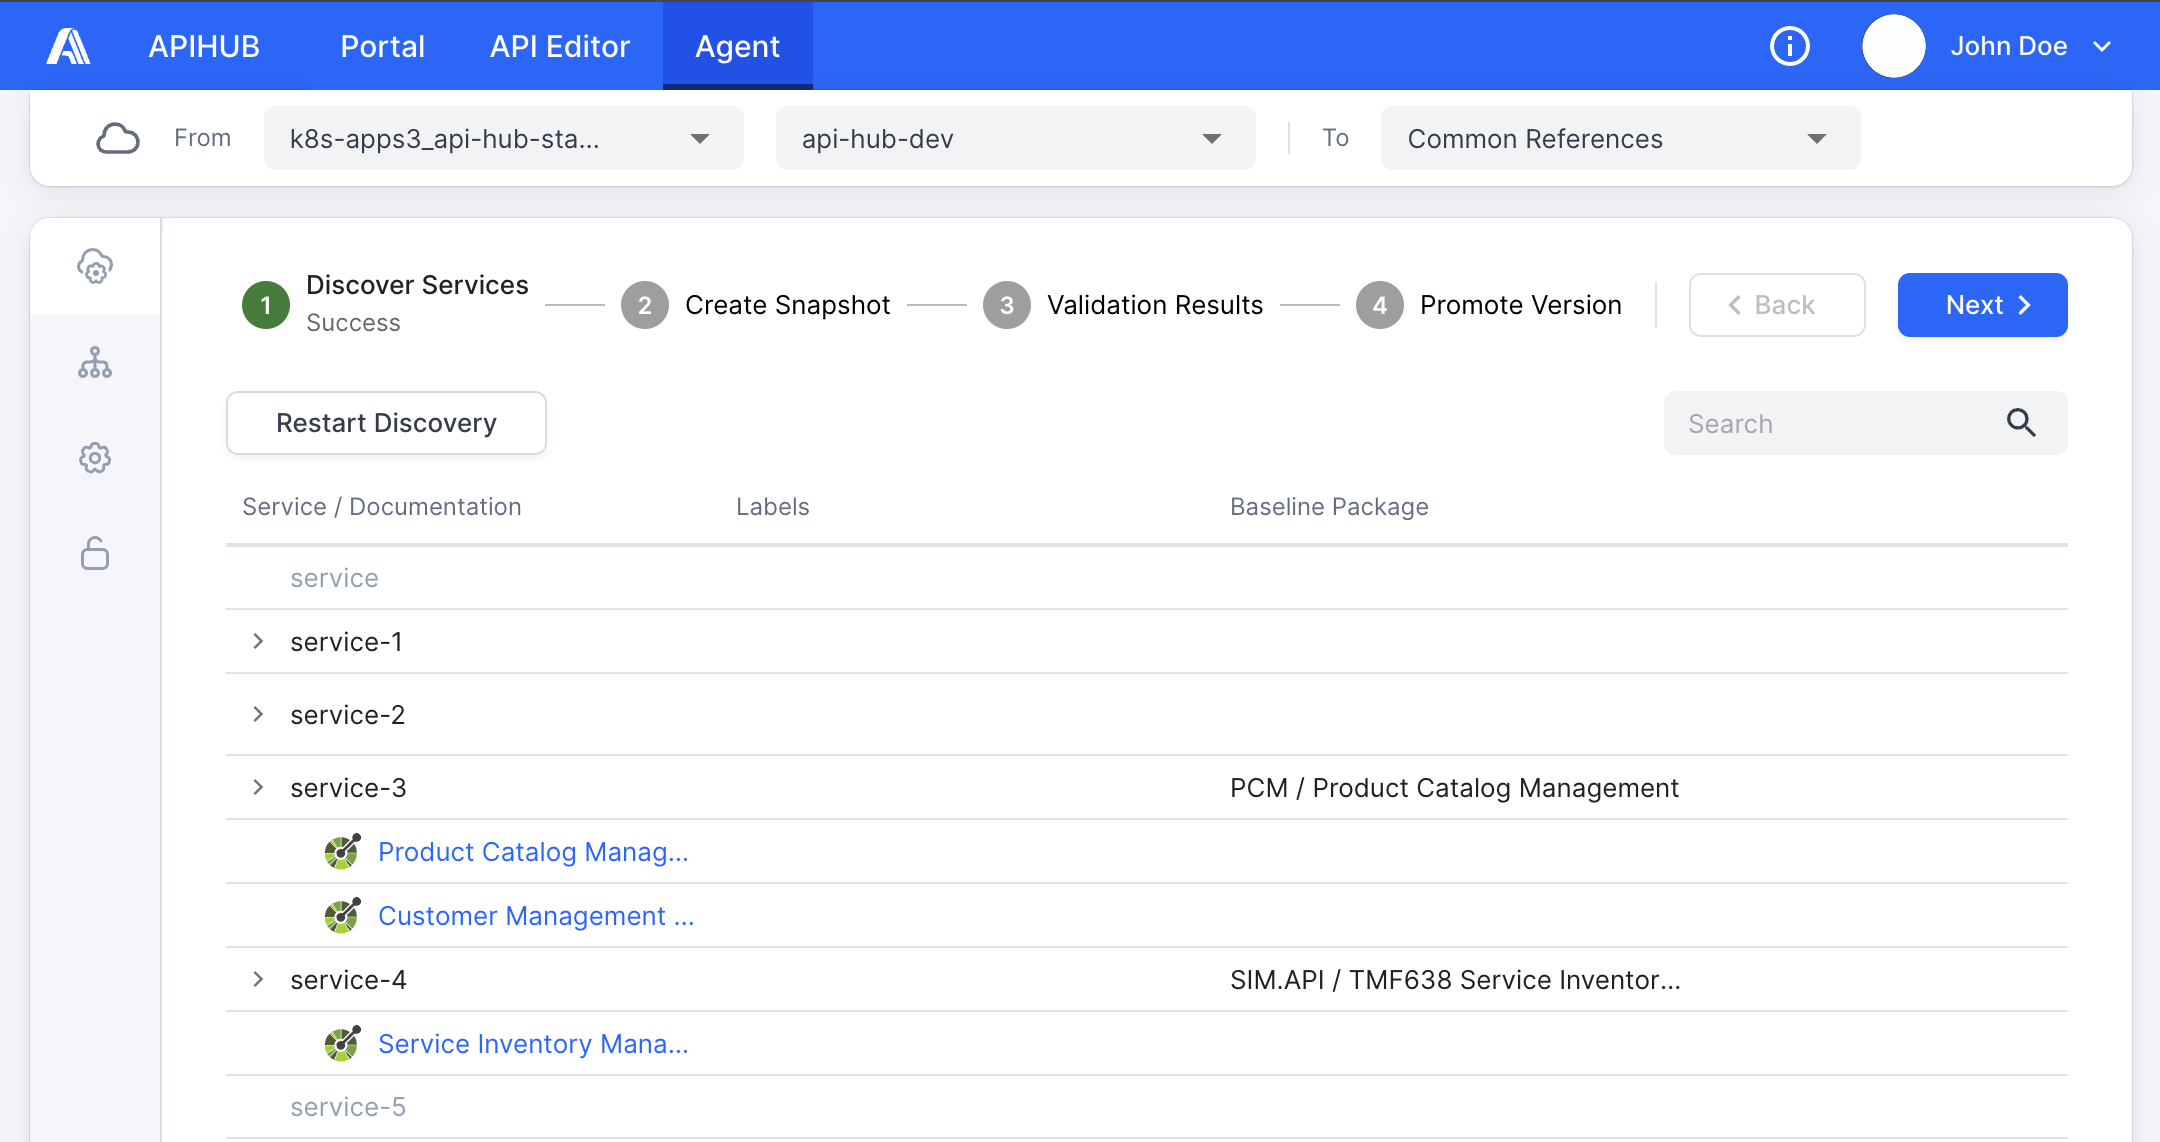 APIHUB Portal API Editor Agent John Doe
From k8s-apps3_api-hub-sta... api-hub-dev To Common References
1 Discover Services
Success
2 Create Snapshot
3 Validation Results
4 Promote Version
Back
Next
Restart Discovery
Search
Service / Documentation Labels Baseline Package
service
service-1
service-2
service-3 PCM / Product Catalog Management
Product Catalog Manag...
Customer Management ...
service-4 SIM.API / TMF638 Service Inventor...
Service Inventory Mana...
service-5